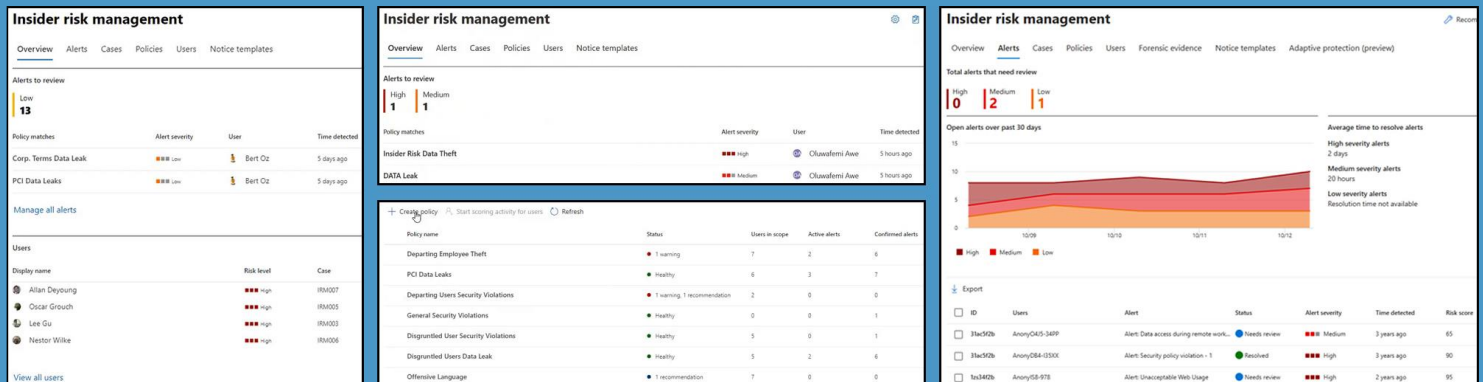 Insider risk management
Overview Alerts Cases Policies Users Notice templates
Alerts to review
Low
13
Policy matches Alert severity User Time detected
Corp. Terms Data Leak Low Bert Oz 5 days ago
PCI Data Leaks Low Bert Oz 5 days ago
Manage all alerts
Users
Display name Risk level Case
Allan Deyoung High IRM007
Oscar Grouch High IRM005
Lee Gu High IRM003
Nestor Wilke High IRM006
View all users
Insider risk management
Overview Alerts Cases Policies Users Notice templates
Alerts to review
High Medium
1 1
Policy matches Alert severity User Time detected
Insider Risk Data Theft High Oluwafemi Awe 5 hours ago
DATA Leak Medium Oluwafemi Awe 5 hours ago
+ Create policy Start scoring activity for users Refresh
Policy name Status Users in scope Active alerts Confirmed alerts
Departing Employee Theft 1 warning 7 2 8
PCI Data Leaks Healthy 6 3 7
Departing Users Security Violations 1 warning, 1 recommendation 2 0 0
General Security Violations Healthy 0 0 1
Disgruntled User Security Violations Healthy 5 0 1
Disgruntled Users Data Leak Healthy 5 2 6
Offensive Language 1 recommendation 7 0 0
Insider risk management Recom
Overview Alerts Cases Policies Users Forensic evidence Notice templates Adaptive protection (preview)
Total alerts that need review
High Medium Low
0 2 1
Open alerts over past 30 days
15
10
5
0
10/09 10/10 10/11 10/12
High Medium Low
Average time to resolve alerts
High severity alerts
2 days
Medium severity alerts
20 hours
Low severity alerts
Resolution time not available
Export
ID Users Alert Status Alert severity Time detected Risk score
31ac5f2b AnonyO4J5-34PP Alert: Data access during remote work... Needs review Medium 3 years ago 65
31ac5f2b AnonyD84-I35XX Alert: Security policy violation - 1 Resolved High 3 years ago 90
1zs34f2b AnonyIS8-978 Alert: Unacceptable Web Usage Needs review High 2 years ago 95